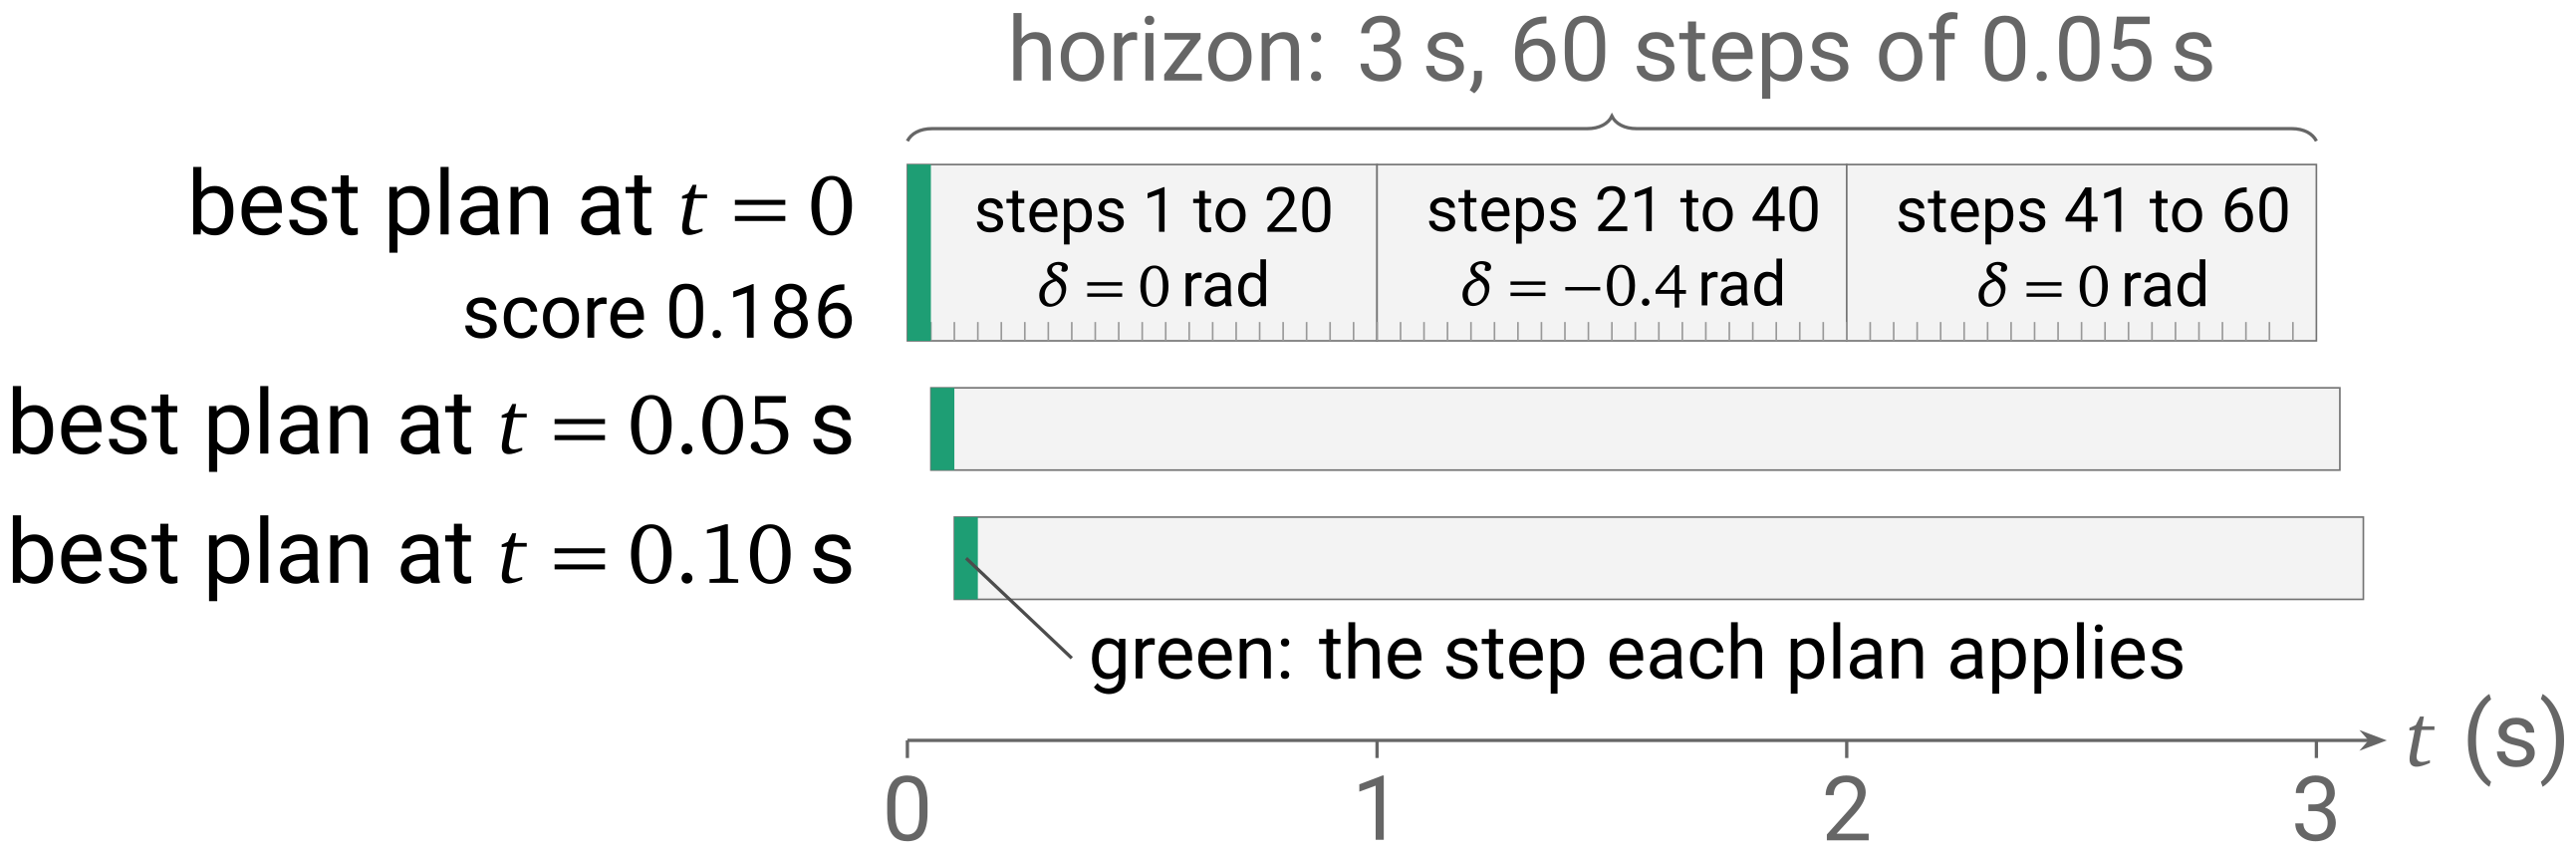 horizon: 3 s, 60 steps of 0.05 s
best plan at t = 0
score 0.186
steps 1 to 20
δ = 0 rad
steps 21 to 40
δ = −0.4 rad
steps 41 to 60
δ = 0 rad
best plan at t = 0.05 s
best plan at t = 0.10 s
green: the step each plan applies
t (s)
0 1 2 3